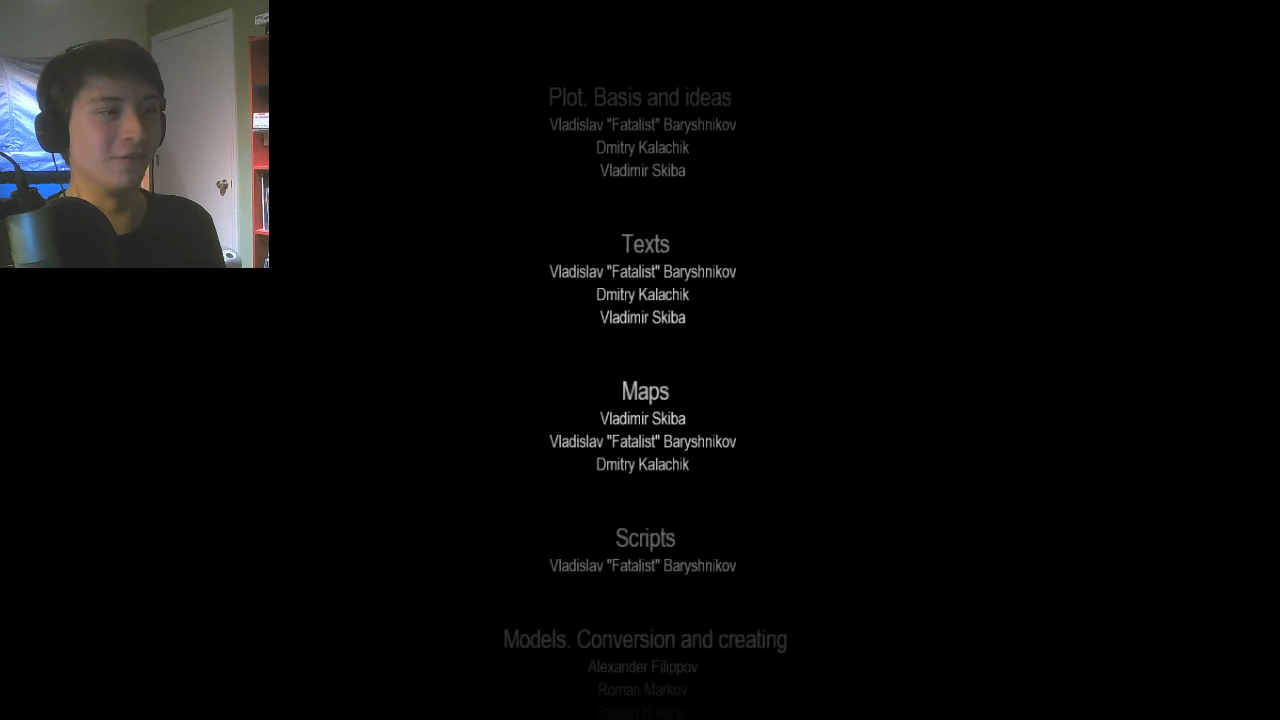 Plot. Basis and ideas
Vladislav "Fatalist" Baryshnikov
Dmitry Kalachik
Vladimir Skiba
Texts
Vladislav "Fatalist" Baryshnikov
Dmitry Kalachik
Vladimir Skiba
Maps
Vladimir Skiba
Vladislav "Fatalist" Baryshnikov
Dmitry Kalachik
Scripts
Vladislav "Fatalist" Baryshnikov
Models. Conversion and creating
Alexander Filippov
Roman Markov